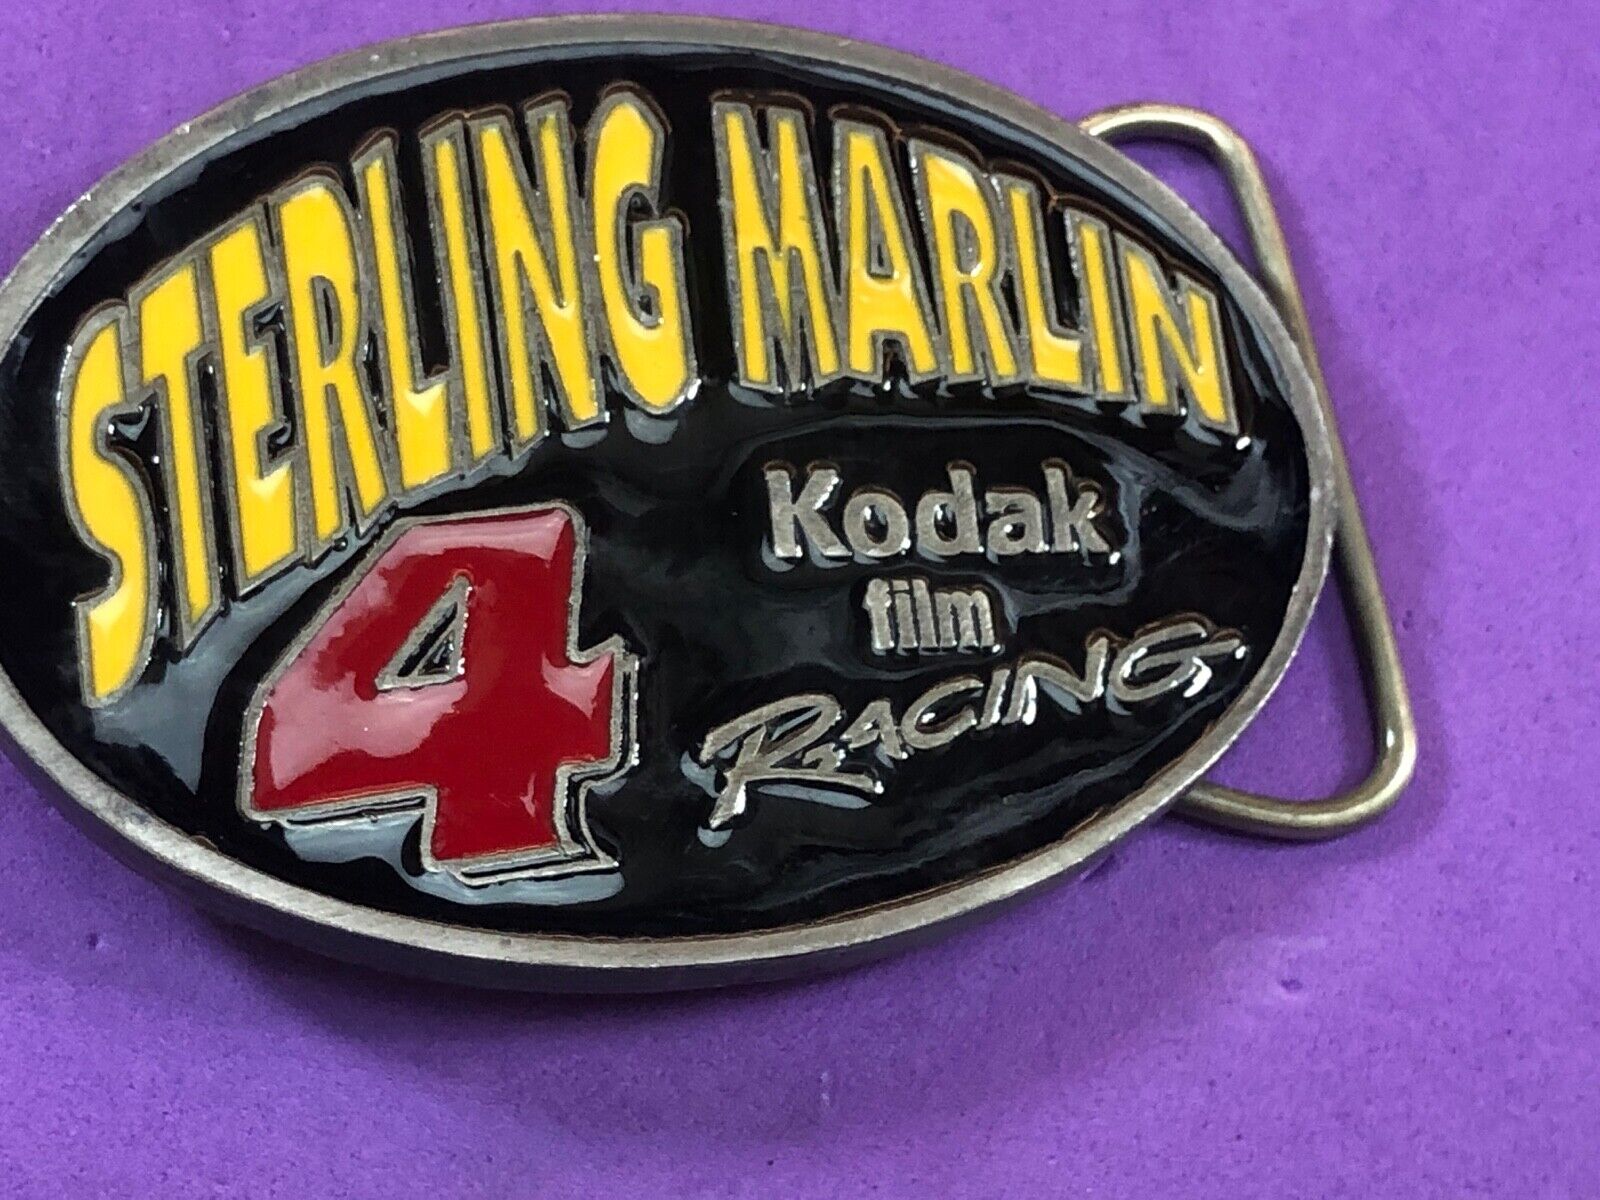 STERLING MARLIN
4
Kodak
film
RACING